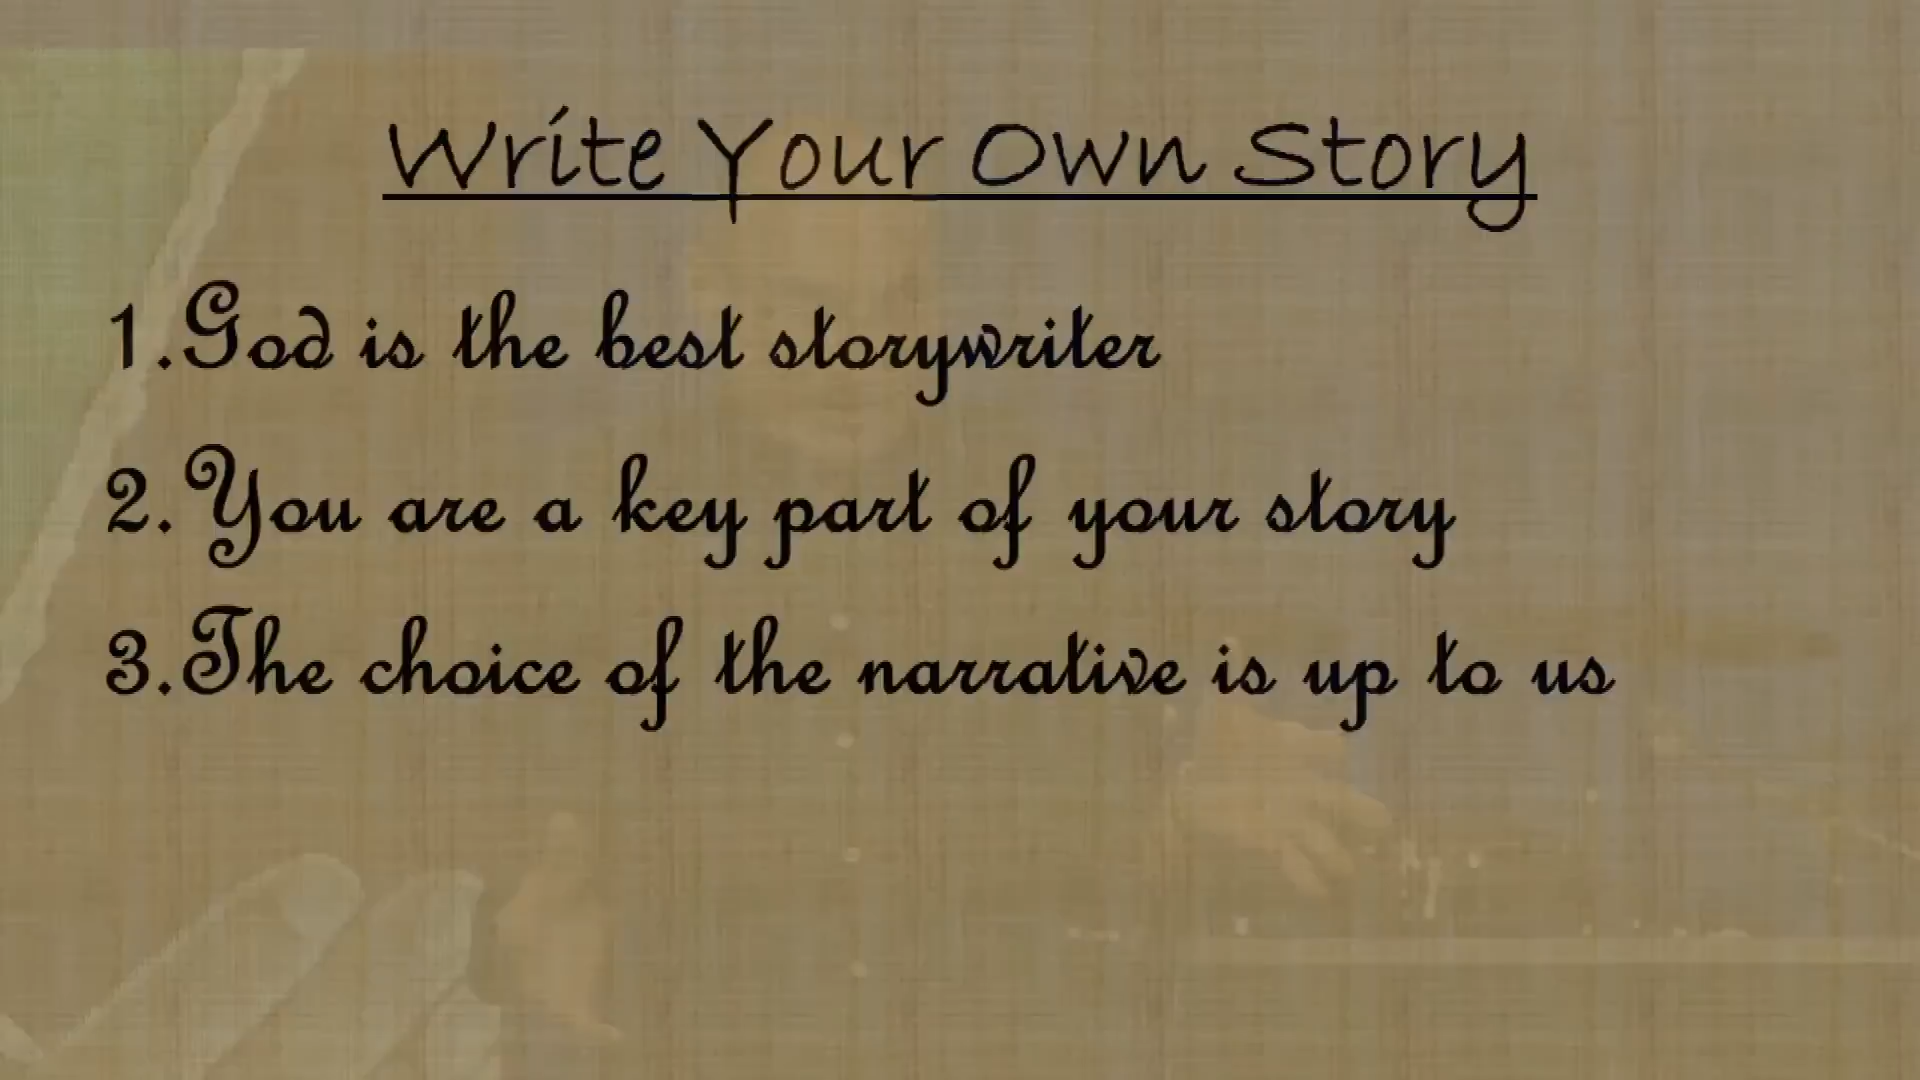 Write Your Own Story
1. God is the best storywriter
2. You are a key part of your story
3. The choice of the narrative is up to us